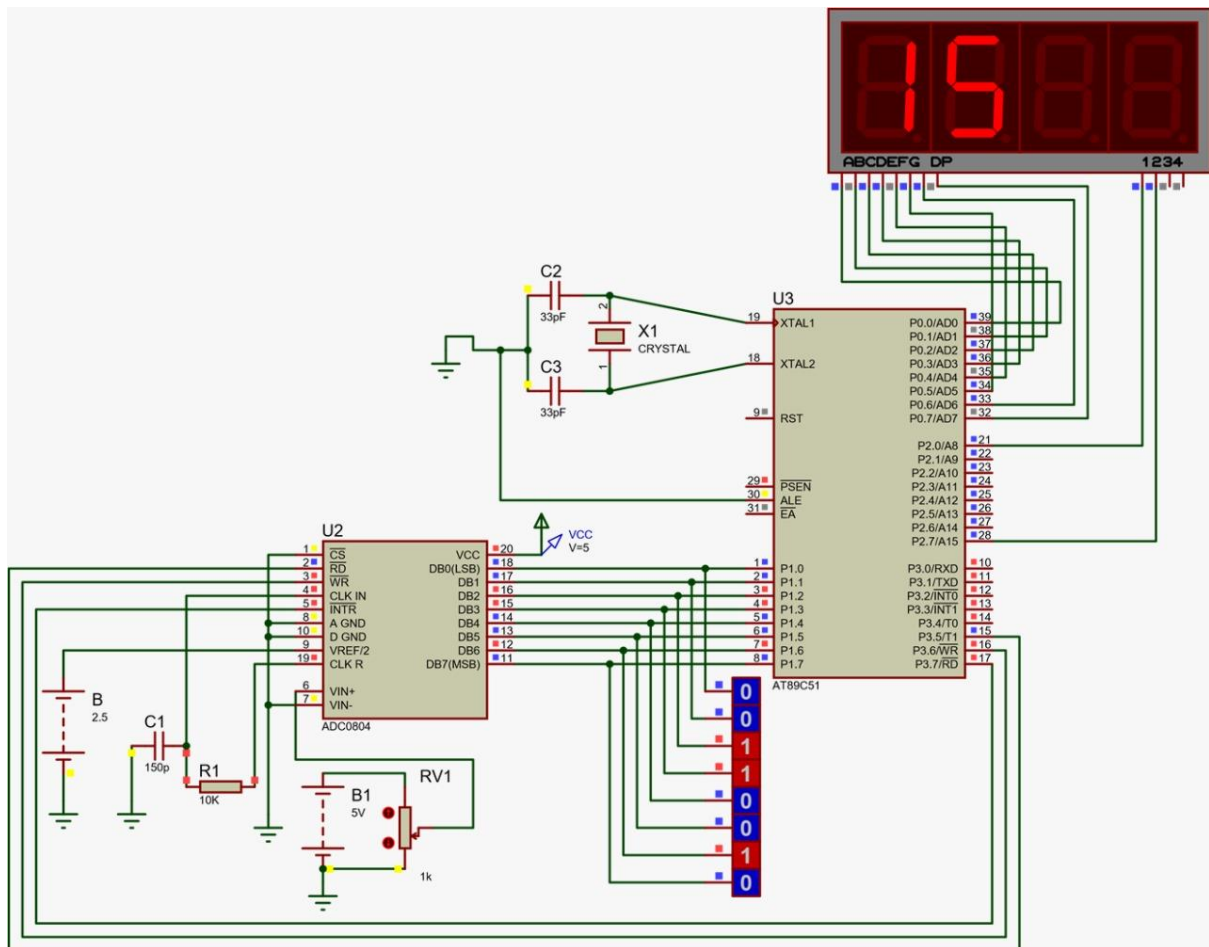 15
ABCDEFG DP
1234
C2
33pF
X1
CRYSTAL
2
1
C3
33pF
U3
19 XTAL1
18 XTAL2
9 RST
29 PSEN
30 ALE
31 EA
1 P1.0
2 P1.1
3 P1.2
4 P1.3
5 P1.4
6 P1.5
7 P1.6
8 P1.7
P0.0/AD0 39
P0.1/AD1 38
P0.2/AD2 37
P0.3/AD3 36
P0.4/AD4 35
P0.5/AD5 34
P0.6/AD6 33
P0.7/AD7 32
P2.0/A8 21
P2.1/A9 22
P2.2/A10 23
P2.3/A11 24
P2.4/A12 25
P2.5/A13 26
P2.6/A14 27
P2.7/A15 28
P3.0/RXD 10
P3.1/TXD 11
P3.2/INT0 12
P3.3/INT1 13
P3.4/T0 14
P3.5/T1 15
P3.6/WR 16
P3.7/RD 17
AT89C51
U2
1 CS
2 RD
3 WR
4 CLK IN
5 INTR
8 A GND
10 D GND
9 VREF/2
19 CLK R
6 VIN+
7 VIN-
VCC 20
DB0(LSB) 18
DB1 17
DB2 16
DB3 15
DB4 14
DB5 13
DB6 12
DB7(MSB) 11
ADC0804
VCC
V=5
B
2.5
C1
150p
R1
10K
B1
5V
RV1
1k
0
0
1
1
0
0
1
0